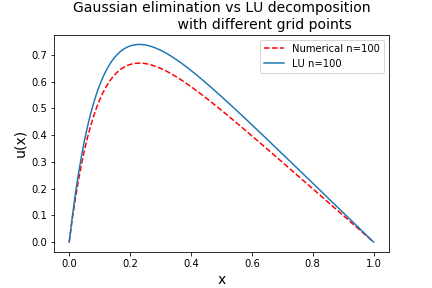 Gaussian elimination vs LU decomposition
with different grid points
Numerical n=100
LU n=100
u(x)
0.7
0.6
0.5
0.4
0.3
0.2
0.1
0.0
0.0 0.2 0.4 0.6 0.8 1.0
x